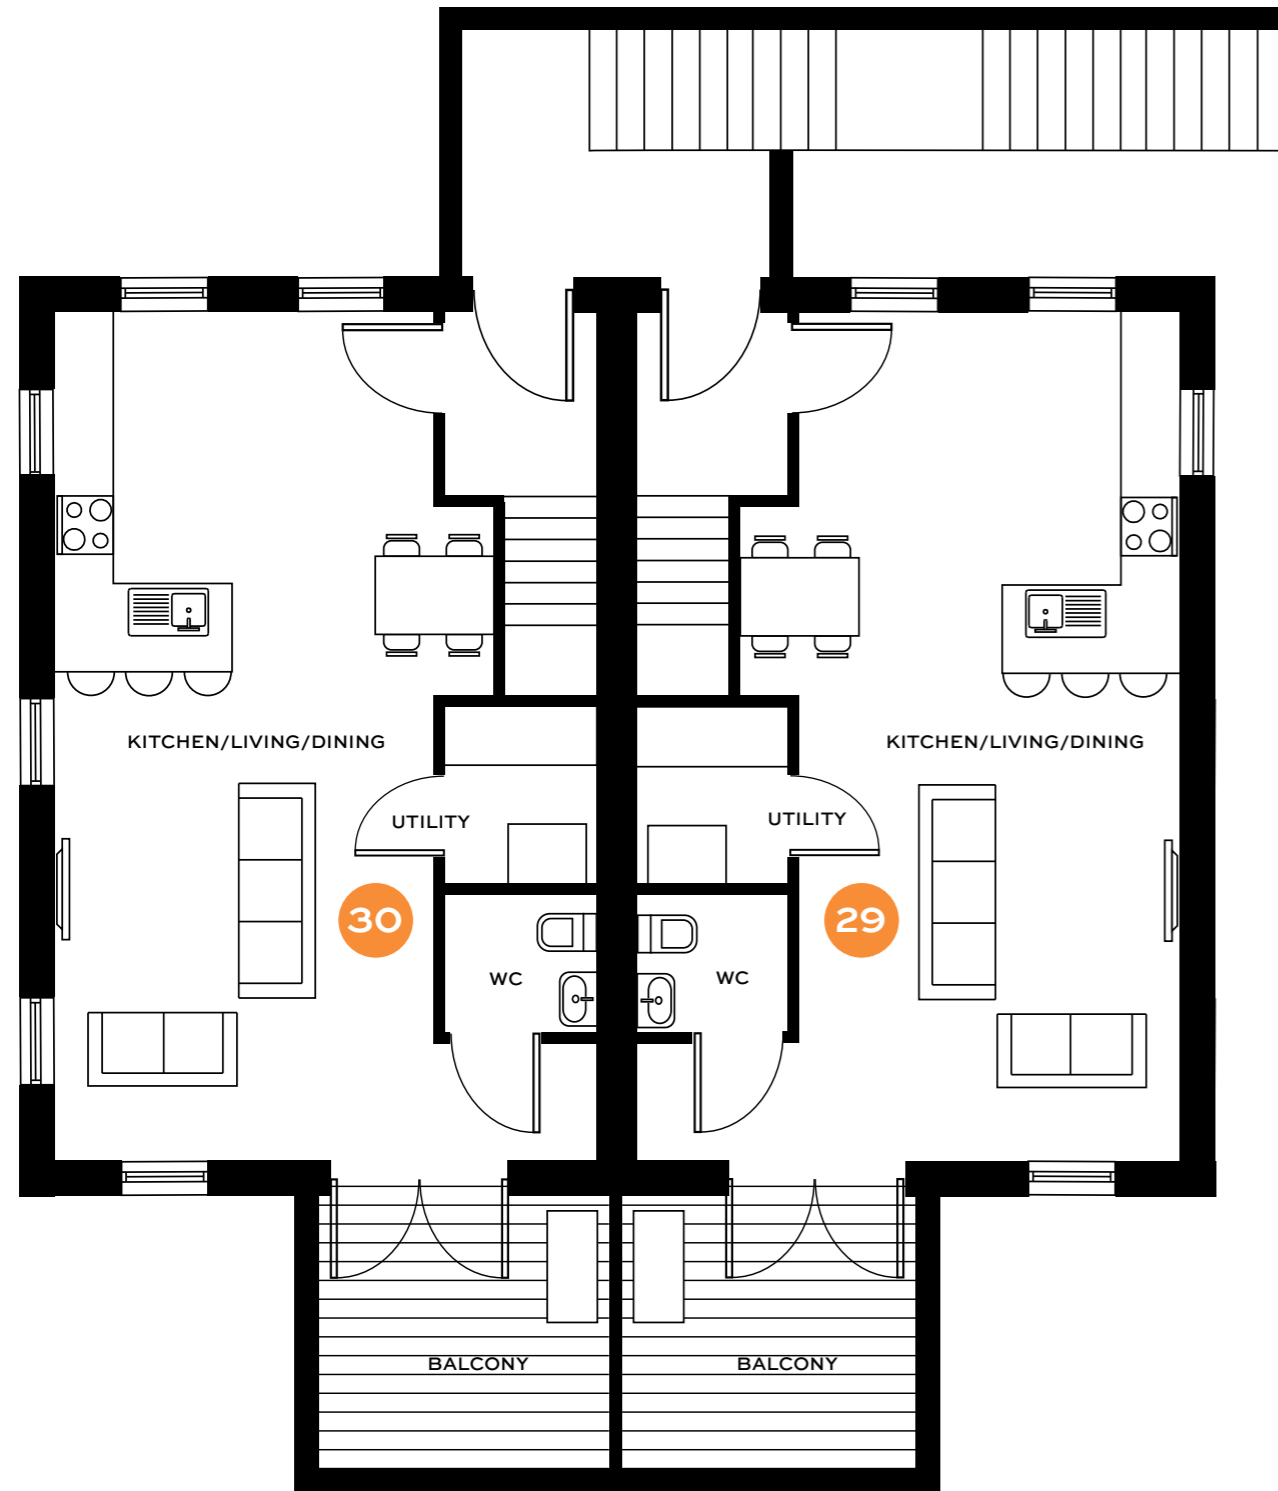 KITCHEN/LIVING/DINING
KITCHEN/LIVING/DINING
UTILITY
UTILITY
30
29
WC
WC
BALCONY
BALCONY